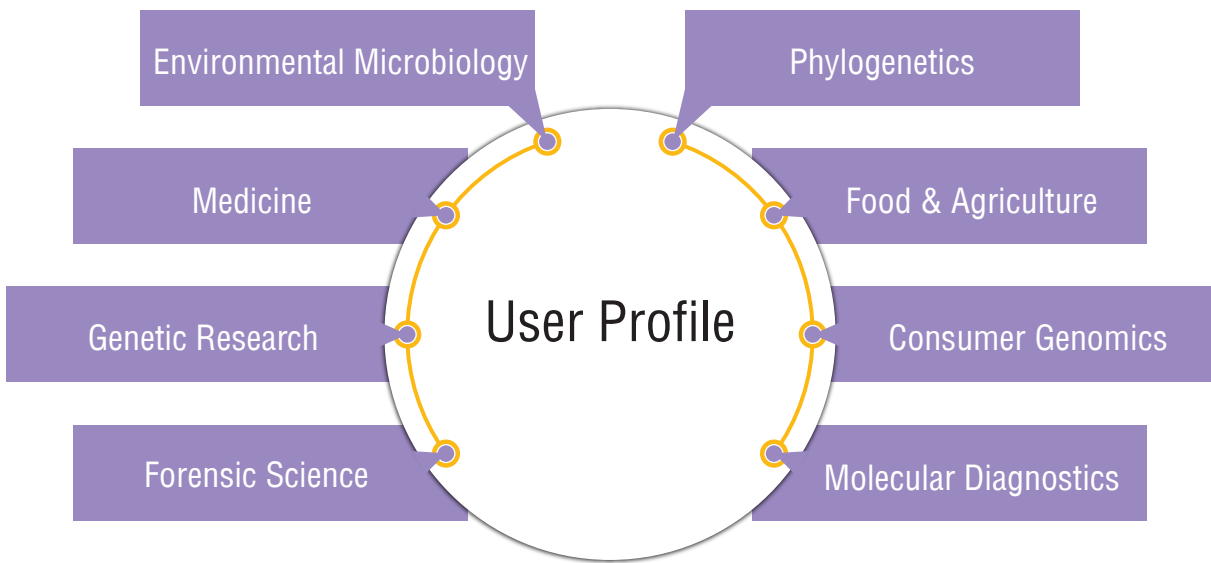 Environmental Microbiology
Phylogenetics
Medicine
Food & Agriculture
Genetic Research
User Profile
Consumer Genomics
Forensic Science
Molecular Diagnostics